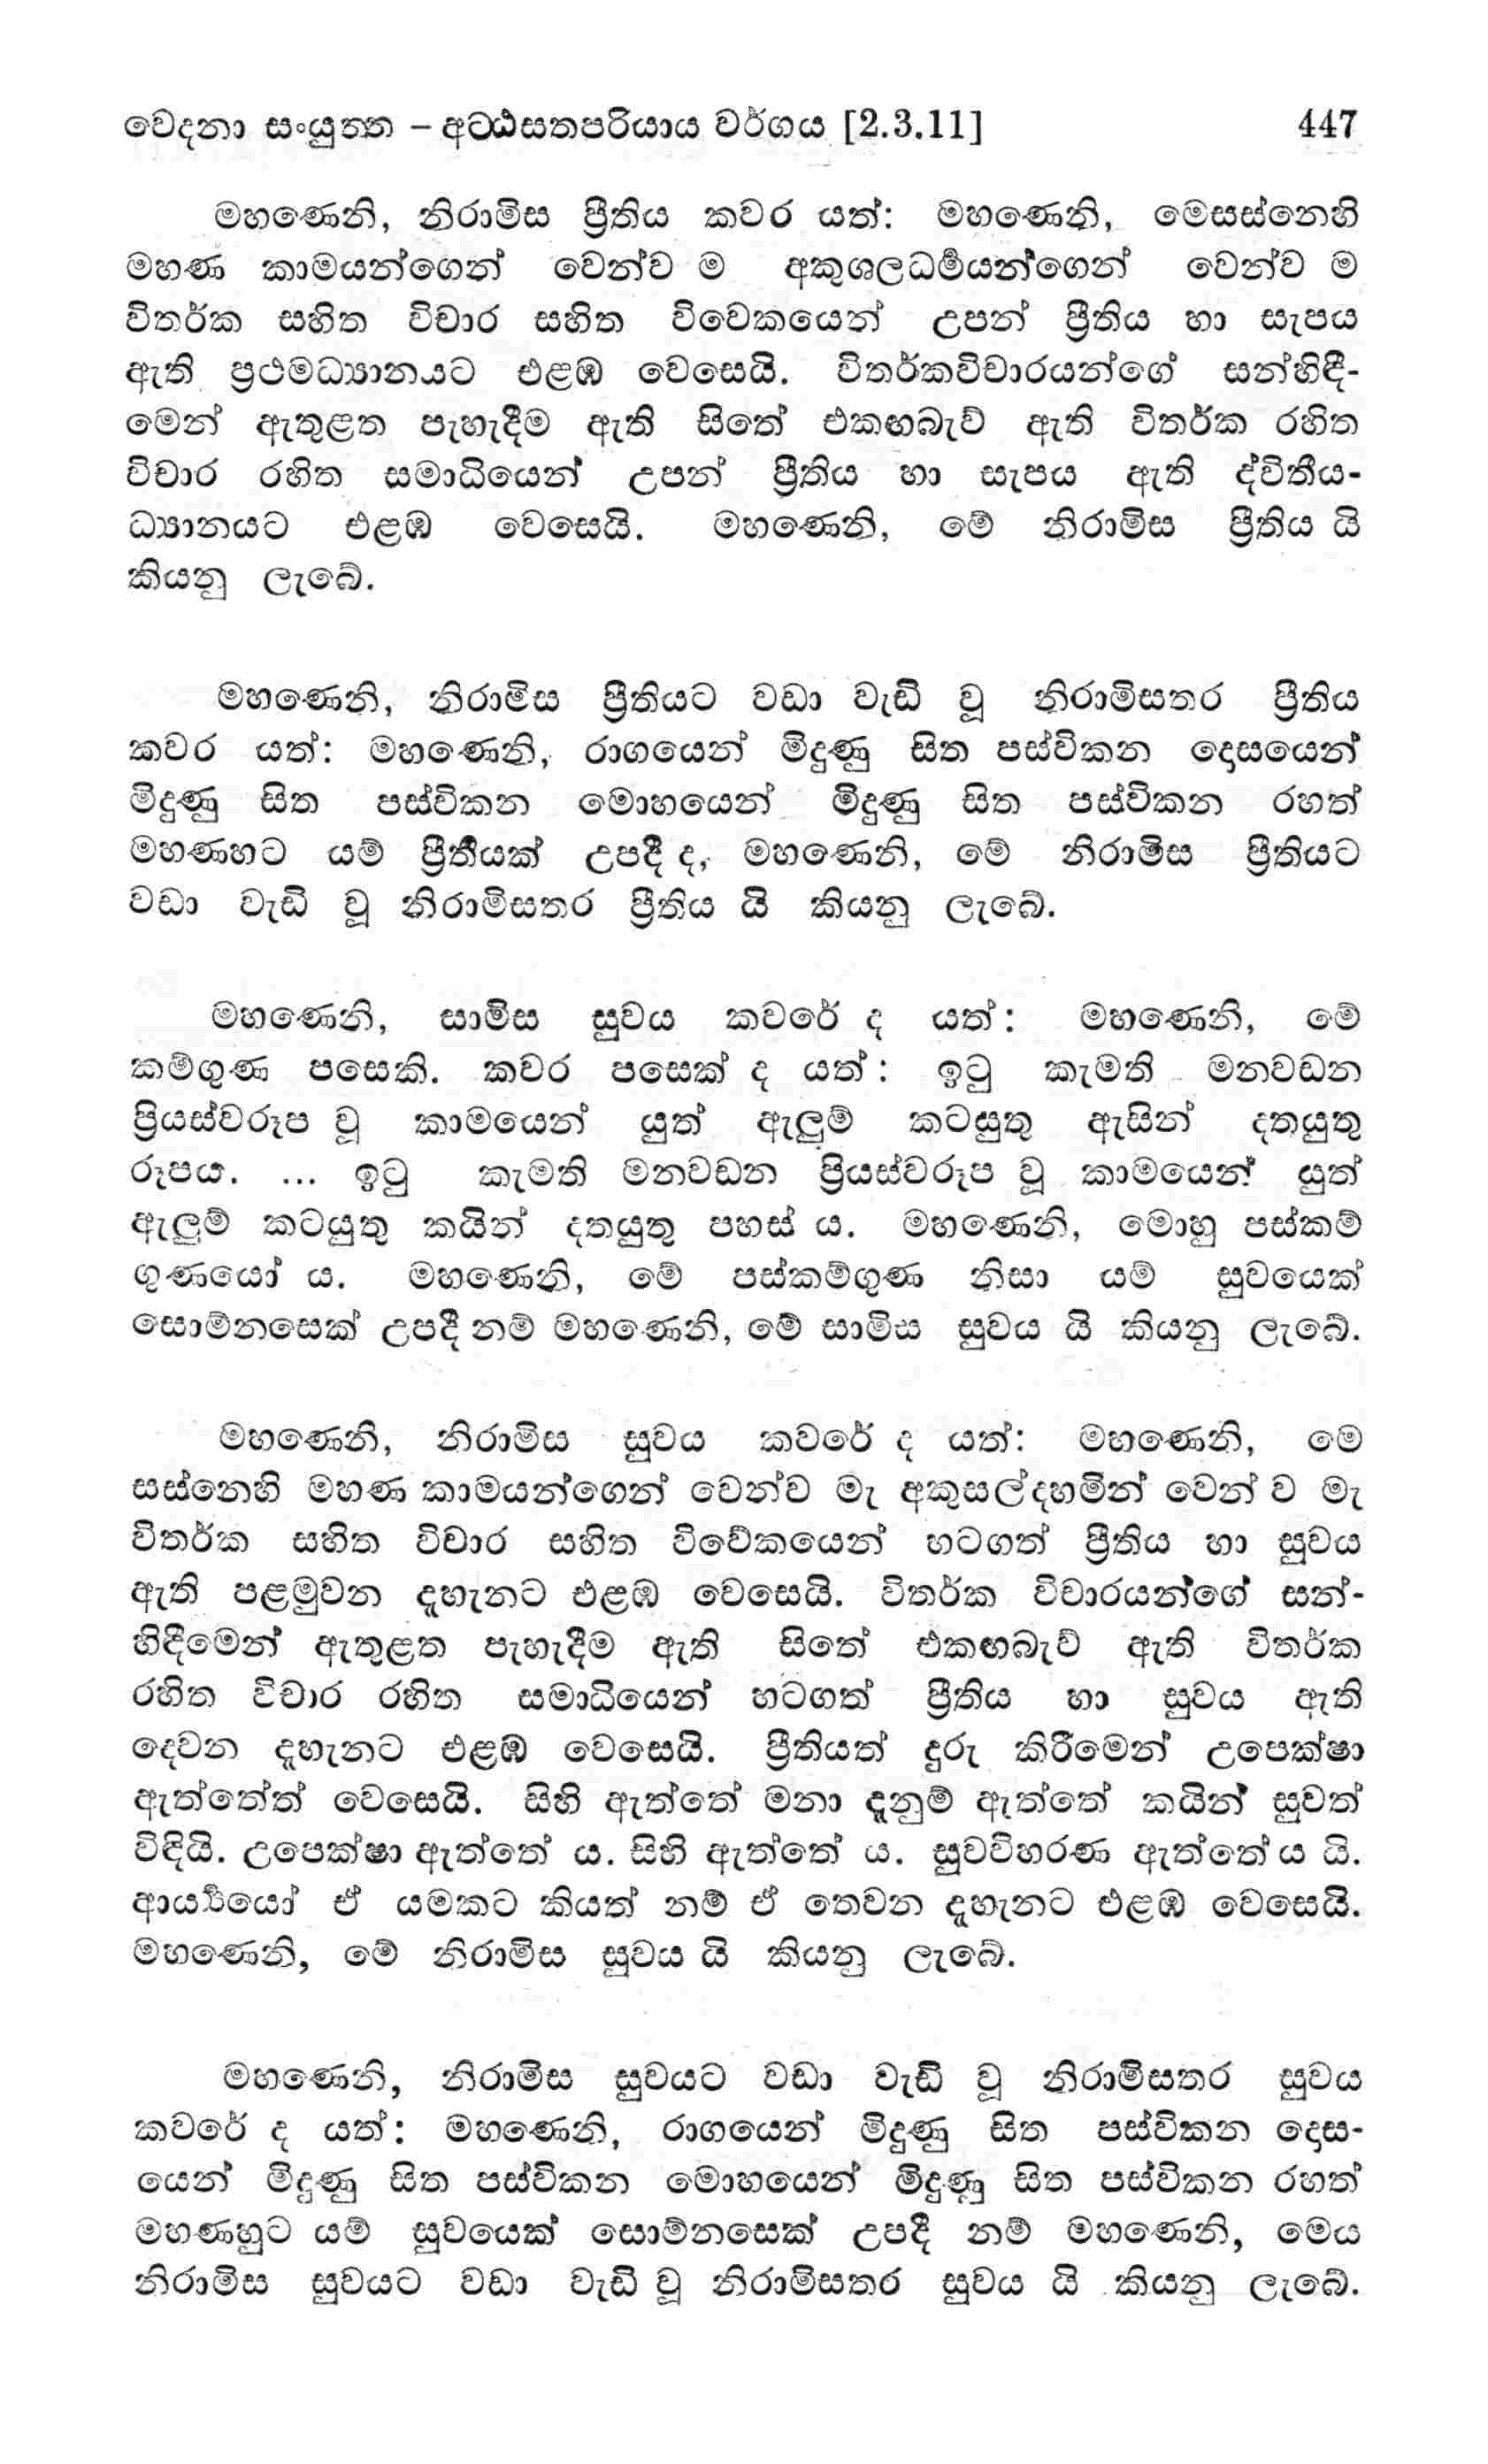 වෙදනා සංයුත්ත – අට්ඨසතපරියාය වර්ගය [2.3.11] 447
මහණෙනි, නිරාමිස ප්‍රීතිය කවර යත්: මහණෙනි, මෙසස්නෙහි
මහණ කාමයන්ගෙන් වෙන්ව ම අකුශලධර්‍මයන්ගෙන් වෙන්ව ම
විතර්ක සහිත විචාර සහිත විවෙකයෙන් උපන් ප්‍රීතිය හා සැපය
ඇති ප්‍රථමධ්‍යානයට එළඹ වෙසෙයි. විතර්කවිචාරයන්ගේ සන්හිඳී-
මෙන් ඇතුළත පැහැදීම ඇති සිතේ එකඟබැව් ඇති විතර්ක රහිත
විචාර රහිත සමාධියෙන් උපන් ප්‍රීතිය හා සැපය ඇති ද්විතීය-
ධ්‍යානයට එළඹ වෙසෙයි. මහණෙනි, මේ නිරාමිස ප්‍රීතිය යි
කියනු ලැබේ.
මහණෙනි, නිරාමිස ප්‍රීතියට වඩා වැඩි වූ නිරාමිසතර ප්‍රීතිය
කවර යත්: මහණෙනි, රාගයෙන් මිදුණු සිත පස්විකන දොසයෙන්
මිදුණු සිත පස්විකන මොහයෙන් මිදුණු සිත පස්විකන රහත්
මහණහට යම් ප්‍රීතියක් උපදී ද, මහණෙනි, මේ නිරාමිස ප්‍රීතියට
වඩා වැඩි වූ නිරාමිසතර ප්‍රීතිය යි කියනු ලැබේ.
මහණෙනි, සාමිස සුවය කවරේ ද යත්: මහණෙනි, මේ
කම්ගුණ පසෙකි. කවර පසෙක් ද යත්: ඉටු කැමති මනවඩන
ප්‍රියස්වරූප වූ කාමයෙන් යුත් ඇලුම් කටයුතු ඇසින් දතයුතු
රූපය. ... ඉටු කැමති මනවඩන ප්‍රියස්වරූප වූ කාමයෙන් යුත්
ඇලුම් කටයුතු කයින් දතයුතු පහස් ය. මහණෙනි, මොහු පස්කම්
ගුණයෝ ය. මහණෙනි, මේ පස්කම්ගුණ නිසා යම් සුවයෙක්
සොම්නසෙක් උපදී නම් මහණෙනි, මේ සාමිස සුවය යි කියනු ලැබේ.
මහණෙනි, නිරාමිස සුවය කවරේ ද යත්: මහණෙනි, මෙ
සස්නෙහි මහණ කාමයන්ගෙන් වෙන්ව මැ අකුසල්දහමින් වෙන් ව මැ
විතර්ක සහිත විචාර සහිත විවේකයෙන් හටගත් ප්‍රීතිය හා සුවය
ඇති පළමුවන දැහැනට එළඹ වෙසෙයි. විතර්ක විචාරයන්ගේ සන්-
හිඳීමෙන් ඇතුළත පැහැදීම ඇති සිතේ එකඟබැව් ඇති විතර්ක
රහිත විචාර රහිත සමාධියෙන් හටගත් ප්‍රීතිය හා සුවය ඇති
දෙවන දැහැනට එළඹ වෙසෙයි. ප්‍රීතියත් දුරු කිරීමෙන් උපෙක්ෂා
ඇත්තේත් වෙසෙයි. සිහි ඇත්තේ මනා දැනුම් ඇත්තේ කයින් සුවත්
විඳියි. උපෙක්ෂා ඇත්තේ ය. සිහි ඇත්තේ ය. සුවවිහරණ ඇත්තේ ය යි.
ආර්‍ය්‍යයෝ ඒ යමකට කියත් නම් ඒ තෙවන දැහැනට එළඹ වෙසෙයි.
මහණෙනි, මේ නිරාමිස සුවය යි කියනු ලැබේ.
මහණෙනි, නිරාමිස සුවයට වඩා වැඩි වූ නිරාමිසතර සුවය
කවරේ ද යත්: මහණෙනි, රාගයෙන් මිදුණු සිත පස්විකන දොස-
යෙන් මිදුණු සිත පස්විකන මොහයෙන් මිදුණු සිත පස්විකන රහත්
මහණහුට යම් සුවයෙක් සොම්නසෙක් උපදී නම් මහණෙනි, මෙය
නිරාමිස සුවයට වඩා වැඩි වූ නිරාමිසතර සුවය යි කියනු ලැබේ.